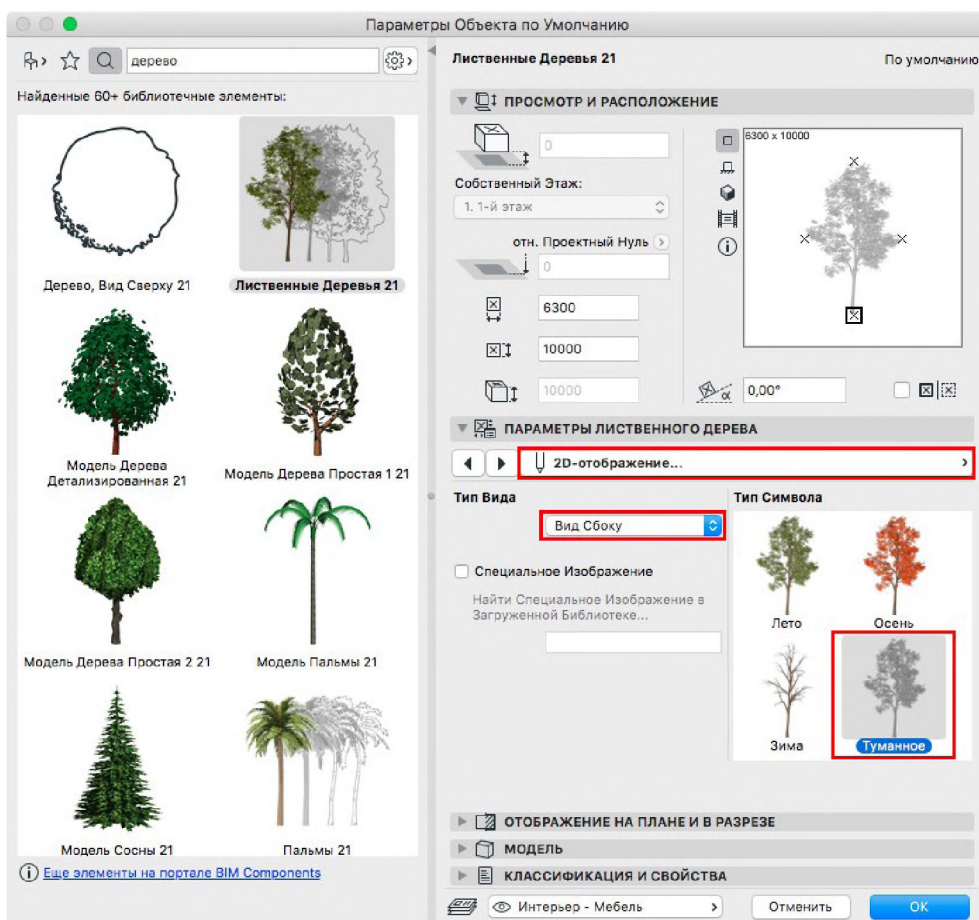 Параметры Объекта по Умолчанию
дерево
Найденные 60+ библиотечные элементы:
Дерево, Вид Сверху 21
Лиственные Деревья 21
Модель Дерева
Детализированная 21
Модель Дерева Простая 1 21
Модель Дерева Простая 2 21
Модель Пальмы 21
Модель Сосны 21
Пальмы 21
Еще элементы на портале BIM Components
Лиственные Деревья 21
По умолчанию
ПРОСМОТР И РАСПОЛОЖЕНИЕ
0
Собственный Этаж:
1. 1-й этаж
отн. Проектный Нуль
0
6300
10000
10000
6300 x 10000
α
0,00°
ПАРАМЕТРЫ ЛИСТВЕННОГО ДЕРЕВА
2D-отображение...
Тип Вида
Вид Сбоку
Специальное Изображение
Найти Специальное Изображение в
Загруженной Библиотеке...
Тип Символа
Лето
Осень
Зима
Туманное
ОТОБРАЖЕНИЕ НА ПЛАНЕ И В РАЗРЕЗЕ
МОДЕЛЬ
КЛАССИФИКАЦИЯ И СВОЙСТВА
Интерьер - Мебель
Отменить
OK